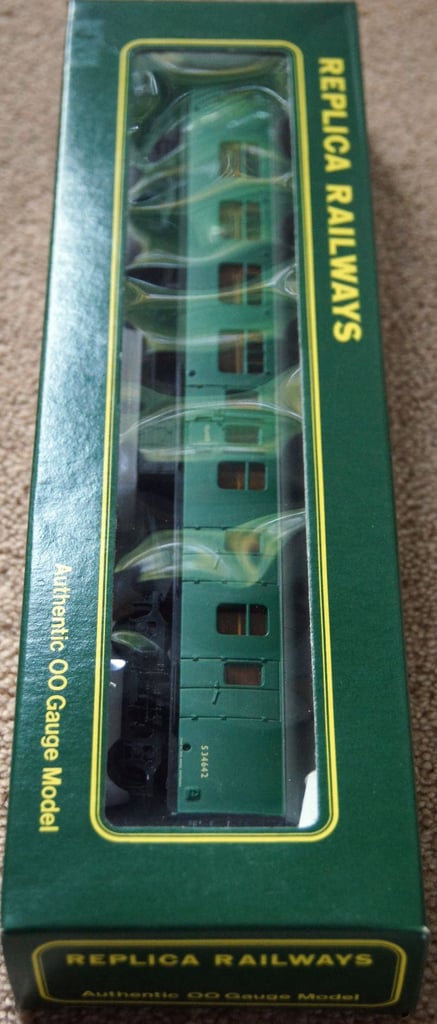 REPLICA RAILWAYS
Authentic OO Gauge Model
S34642
REPLICA RAILWAYS
Authentic OO Gauge Model